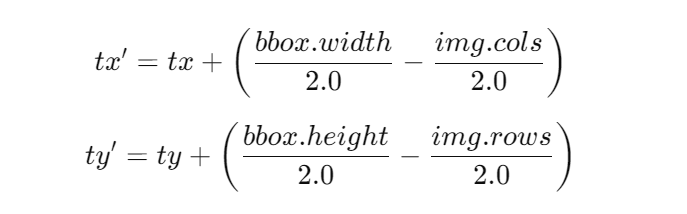 tx′ = tx + (bbox.width/2.0 − img.cols/2.0)
ty′ = ty + (bbox.height/2.0 − img.rows/2.0)